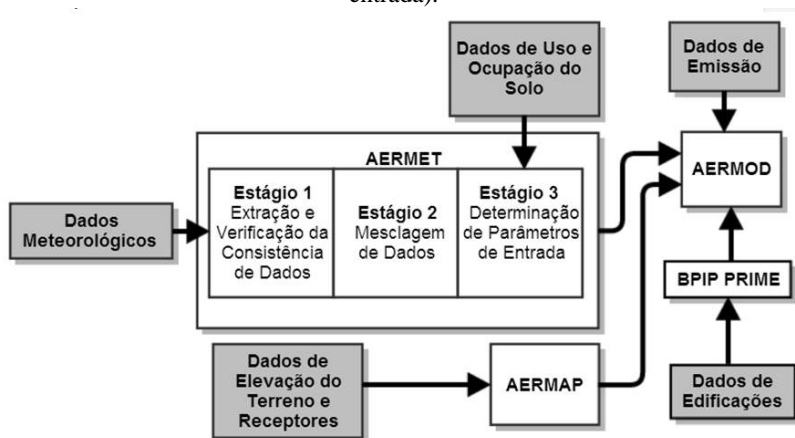 entrada).
Dados de Uso e
Ocupação do
Solo
Dados de
Emissão
AERMET
AERMOD
Estágio 1
Extração e
Verificação da
Consistência
de Dados
Estágio 2
Mesclagem
de Dados
Estágio 3
Determinação
de Parâmetros
de Entrada
Dados
Meteorológicos
BPIP PRIME
Dados de
Elevação do
Terreno e
Receptores
AERMAP
Dados de
Edificações